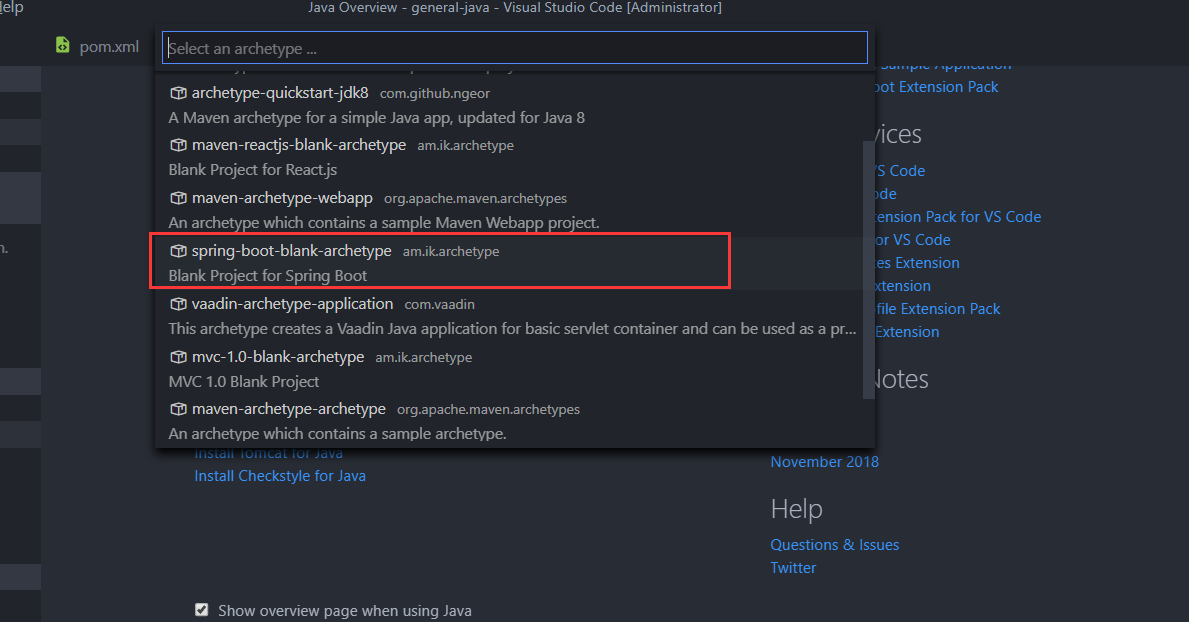 Help
Java Overview - general-java - Visual Studio Code [Administrator]
pom.xml
Select an archetype ...
archetype-quickstart-jdk8 com.github.ngeor
A Maven archetype for a simple Java app, updated for Java 8
maven-reactjs-blank-archetype am.ik.archetype
Blank Project for React.js
maven-archetype-webapp org.apache.maven.archetypes
An archetype which contains a sample Maven Webapp project.
spring-boot-blank-archetype am.ik.archetype
Blank Project for Spring Boot
vaadin-archetype-application com.vaadin
This archetype creates a Vaadin Java application for basic servlet container and can be used as a pr...
mvc-1.0-blank-archetype am.ik.archetype
MVC 1.0 Blank Project
maven-archetype-archetype org.apache.maven.archetypes
An archetype which contains a sample archetype.
Install Tomcat for Java
Install Checkstyle for Java
Show overview page when using Java
Sample Application
oot Extension Pack
vices
VS Code
ode
tension Pack for VS Code
or VS Code
es Extension
xtension
file Extension Pack
Extension
Notes
November 2018
Help
Questions & Issues
Twitter